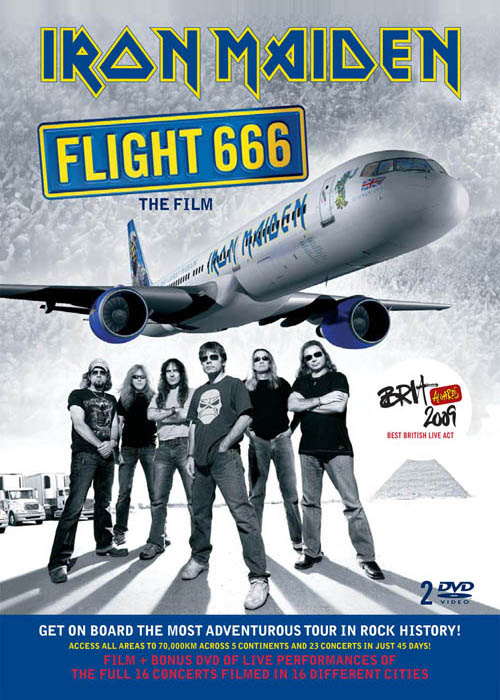 IRON MAIDEN
FLIGHT 666
THE FILM
IRON MAIDEN
BRIT
AWARDS
2009
BEST BRITISH LIVE ACT
2 DVD
VIDEO
GET ON BOARD THE MOST ADVENTUROUS TOUR IN ROCK HISTORY!
ACCESS ALL AREAS TO 70,000KM ACROSS 5 CONTINENTS AND 23 CONCERTS IN JUST 45 DAYS!
FILM + BONUS DVD OF LIVE PERFORMANCES OF
THE FULL 16 CONCERTS FILMED IN 16 DIFFERENT CITIES